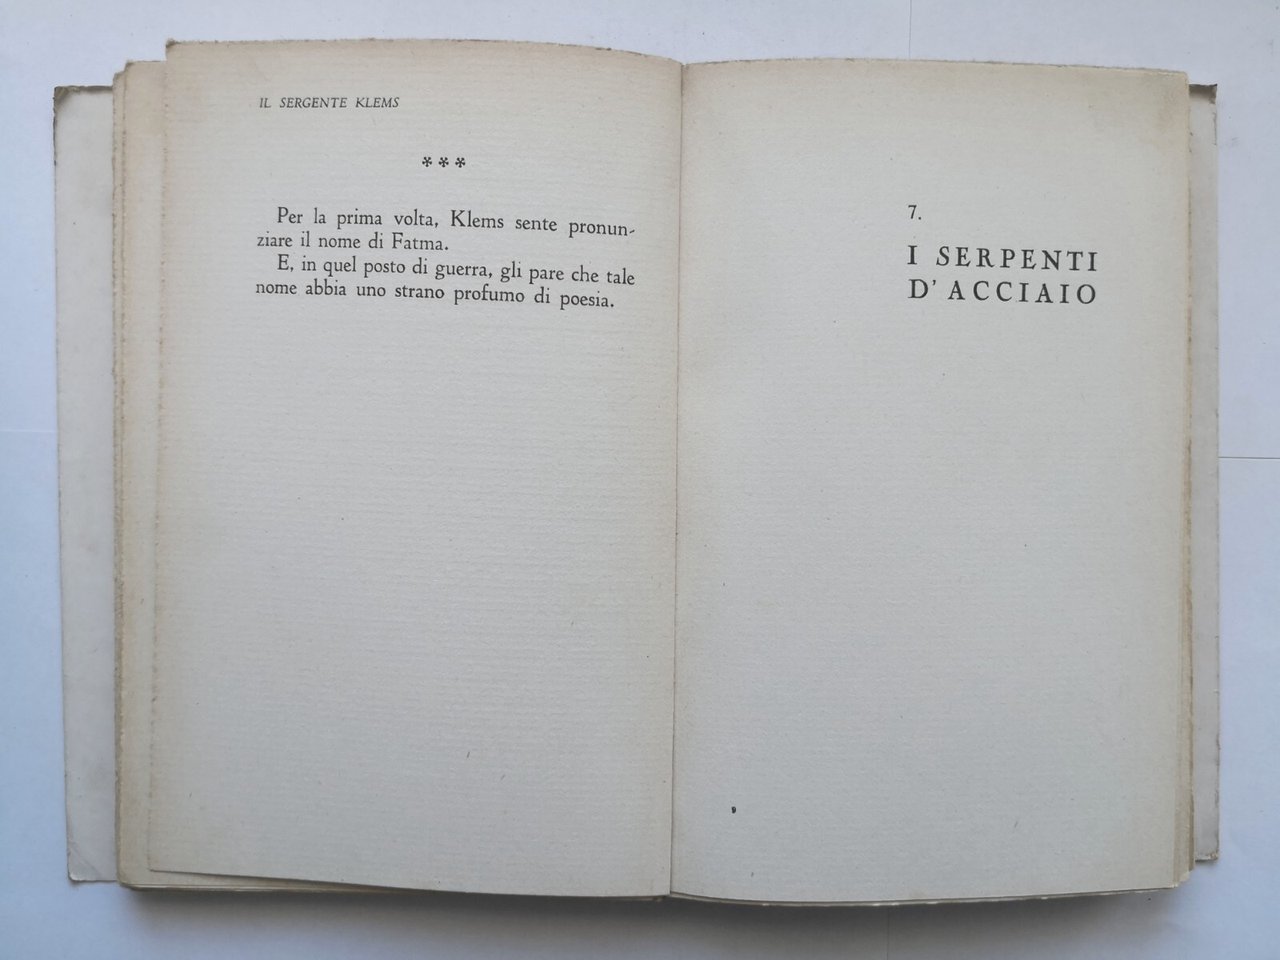 IL SERGENTE KLEMS
***
Per la prima volta, Klems sente pronun-
ziare il nome di Fatma.
E, in quel posto di guerra, gli pare che tale
nome abbia uno strano profumo di poesia.
7.
I SERPENTI
D'ACCIAIO
9